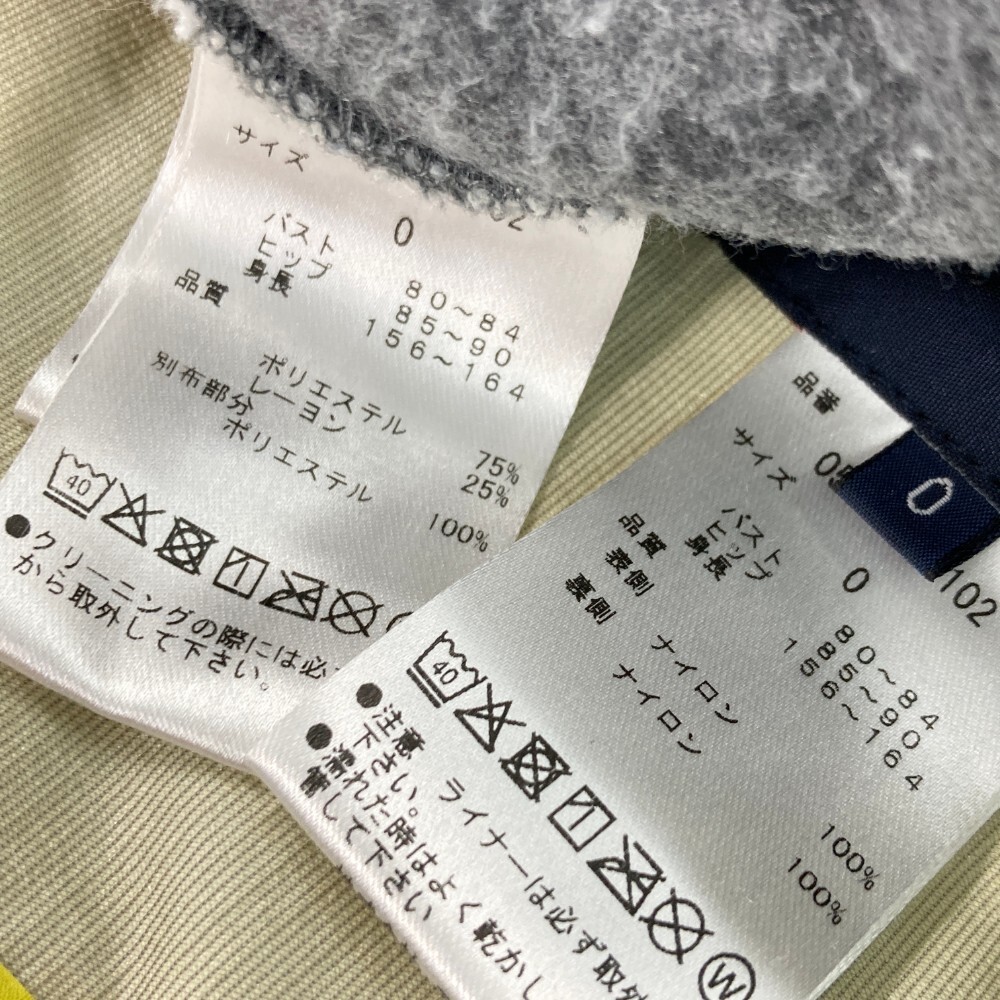 サイズ
0
バスト 80~84
ヒップ 85~90
身長 156~164
品質
ポリエステル 75%
レーヨン 25%
別布部分
ポリエステル 100%
40
●クリーニングの際には必
から取外して下さい。
品番
102
サイズ 0
バスト 80~84
ヒップ 85~90
身長 156~164
品質
表側 ナイロン 100%
裏側 ナイロン 100%
40
W
●注意 ライナーは必ず取外
下さい。
●濡れた時はよく乾かし
管して下さい
0